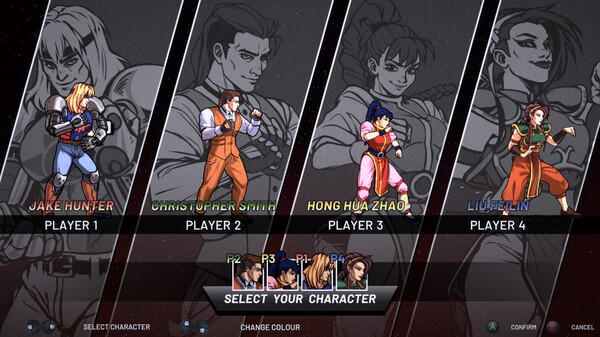 JAKE HUNTER
CHRISTOPHER SMITH
HONG HUA ZHAO
LIU FEILIN
PLAYER 1
PLAYER 2
PLAYER 3
PLAYER 4
P2 P3 P1 P4
SELECT YOUR CHARACTER
SELECT CHARACTER
CHANGE COLOUR
A CONFIRM
CANCEL